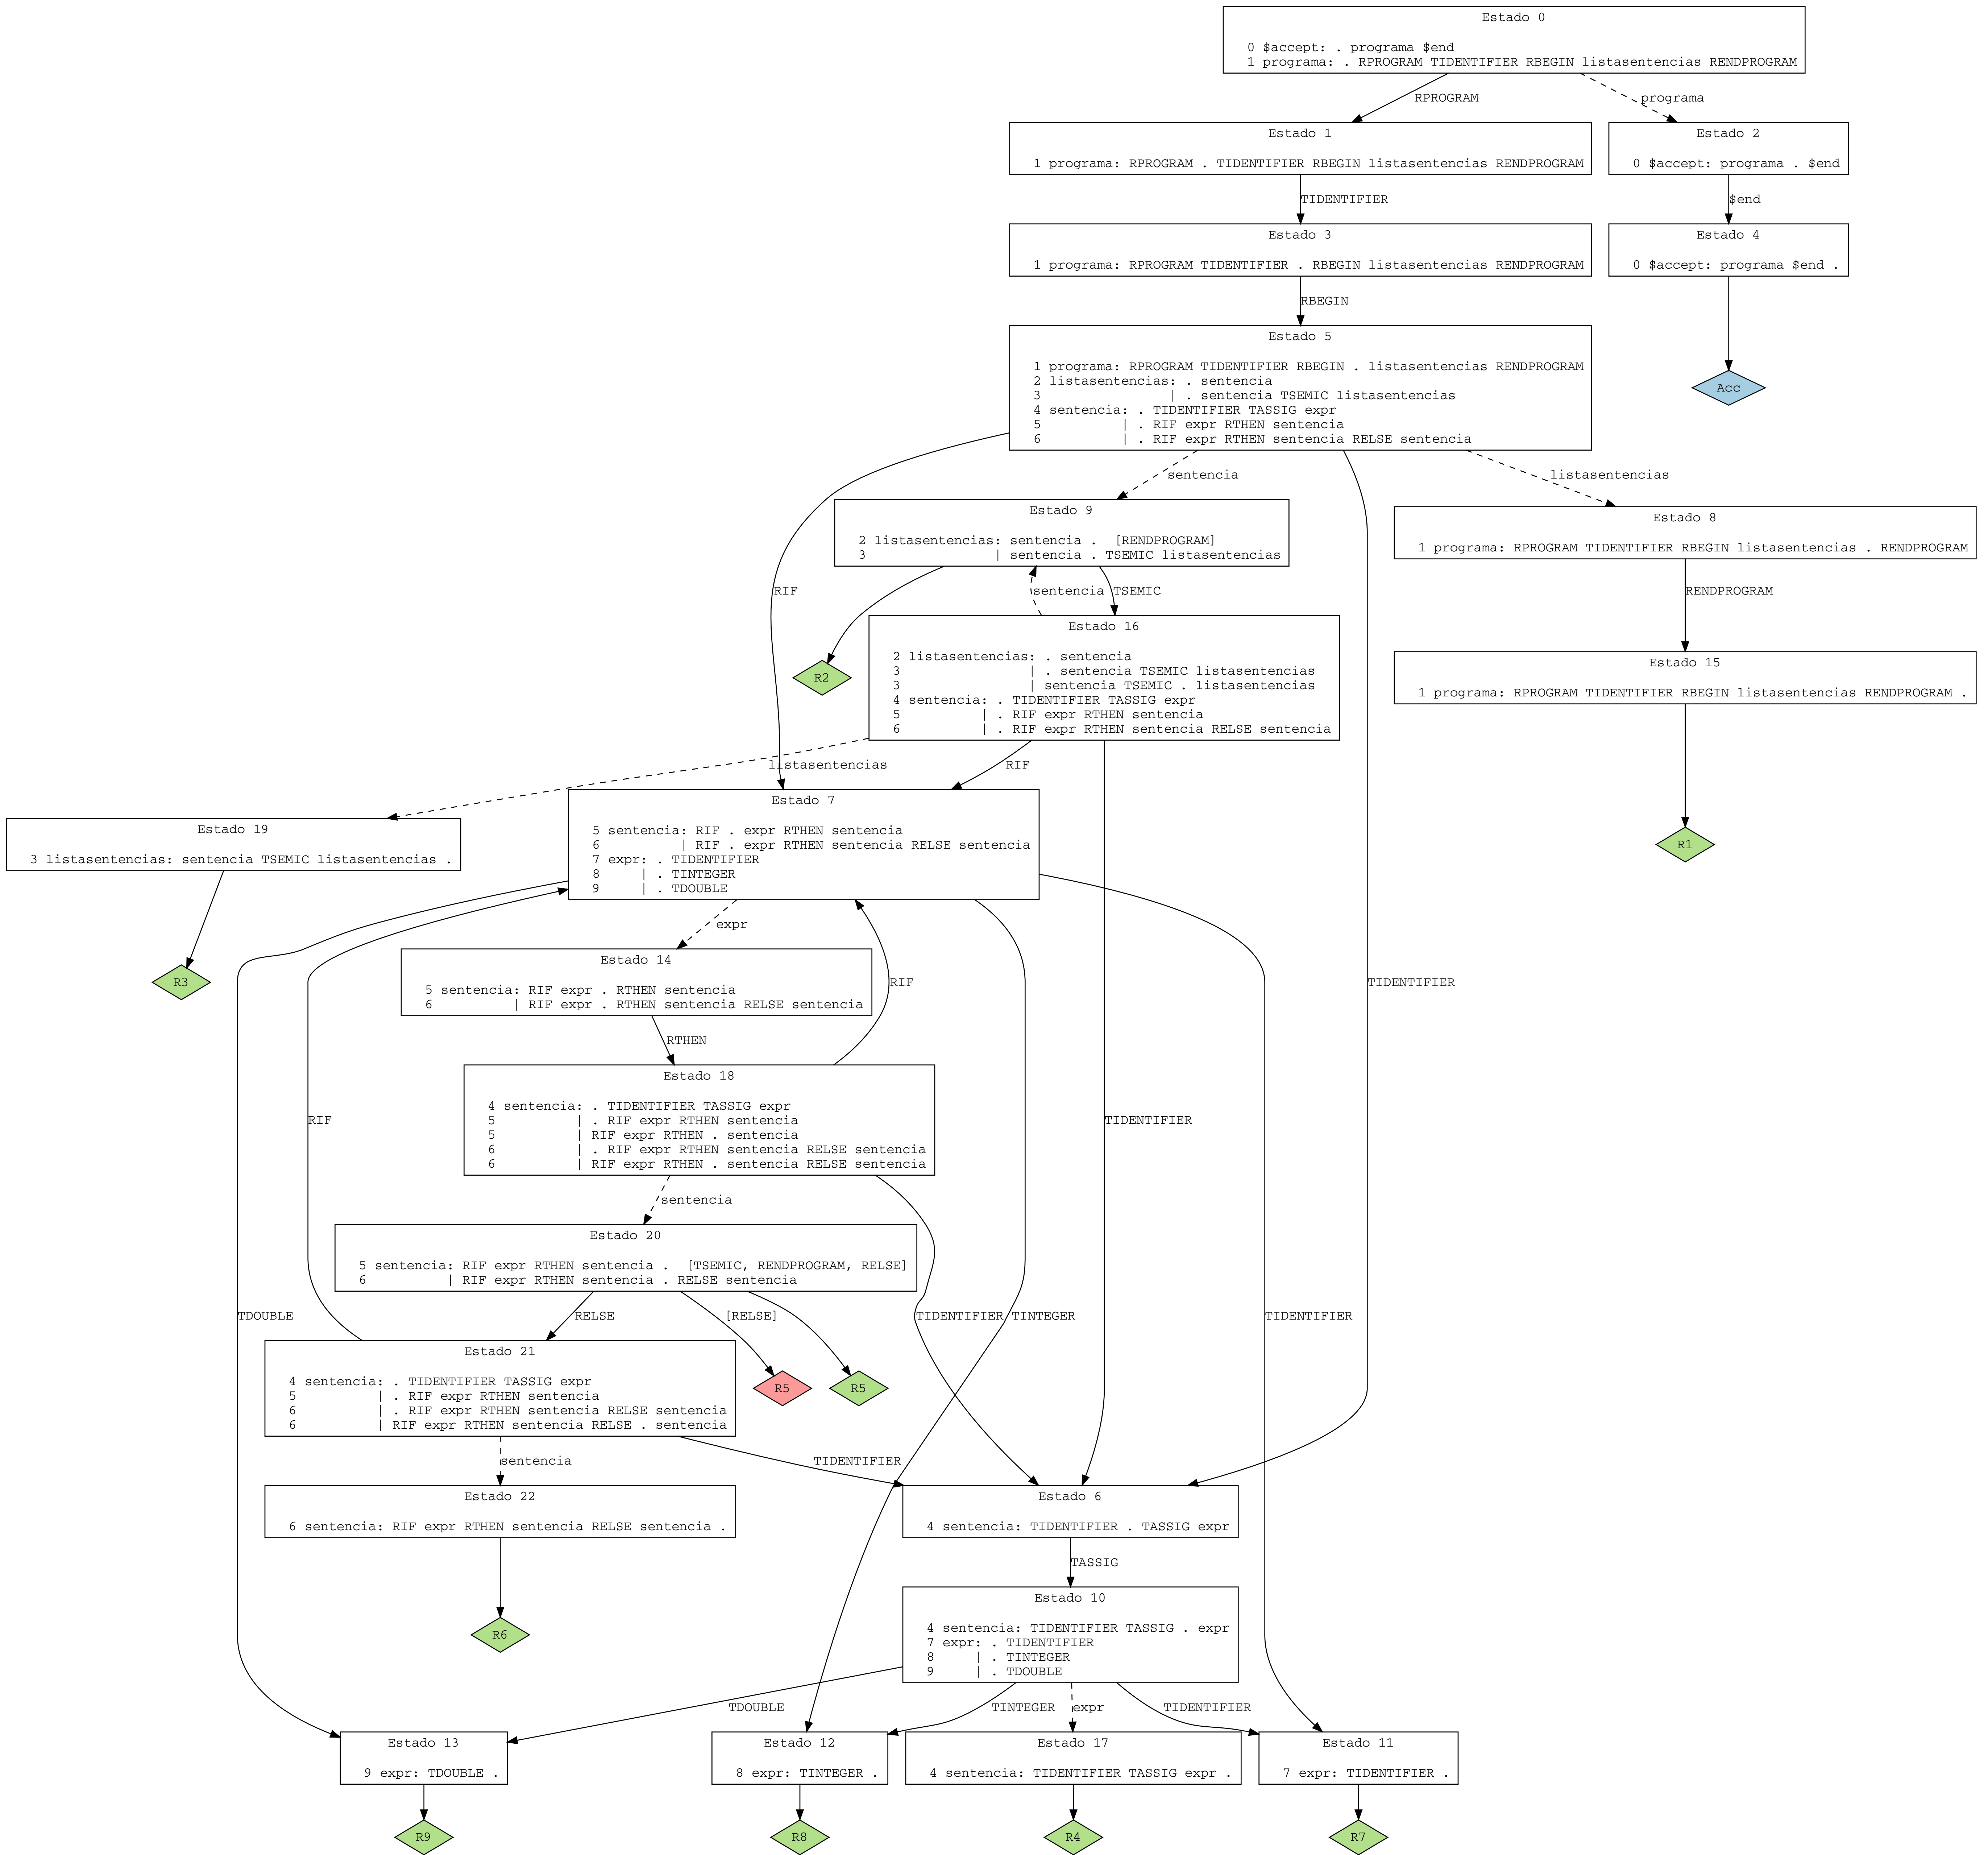 Estado 0
0 $accept: . programa $end
1 programa: . RPROGRAM TIDENTIFIER RBEGIN listasentencias RENDPROGRAM
RPROGRAM
programa
Estado 1
1 programa: RPROGRAM . TIDENTIFIER RBEGIN listasentencias RENDPROGRAM
Estado 2
0 $accept: programa . $end
TIDENTIFIER
$end
Estado 3
1 programa: RPROGRAM TIDENTIFIER . RBEGIN listasentencias RENDPROGRAM
Estado 4
0 $accept: programa $end .
RBEGIN
Estado 5
1 programa: RPROGRAM TIDENTIFIER RBEGIN . listasentencias RENDPROGRAM
2 listasentencias: . sentencia
3 | . sentencia TSEMIC listasentencias
4 sentencia: . TIDENTIFIER TASSIG expr
5 | . RIF expr RTHEN sentencia
6 | . RIF expr RTHEN sentencia RELSE sentencia
Acc
sentencia
listasentencias
Estado 9
2 listasentencias: sentencia .  [RENDPROGRAM]
3 | sentencia . TSEMIC listasentencias
Estado 8
1 programa: RPROGRAM TIDENTIFIER RBEGIN listasentencias . RENDPROGRAM
RIF
sentencia
TSEMIC
RENDPROGRAM
R2
Estado 16
2 listasentencias: . sentencia
3 | . sentencia TSEMIC listasentencias
3 | sentencia TSEMIC . listasentencias
4 sentencia: . TIDENTIFIER TASSIG expr
5 | . RIF expr RTHEN sentencia
6 | . RIF expr RTHEN sentencia RELSE sentencia
Estado 15
1 programa: RPROGRAM TIDENTIFIER RBEGIN listasentencias RENDPROGRAM .
listasentencias
RIF
Estado 19
3 listasentencias: sentencia TSEMIC listasentencias .
Estado 7
5 sentencia: RIF . expr RTHEN sentencia
6 | RIF . expr RTHEN sentencia RELSE sentencia
7 expr: . TIDENTIFIER
8 | . TINTEGER
9 | . TDOUBLE
R1
expr
R3
Estado 14
5 sentencia: RIF expr . RTHEN sentencia
6 | RIF expr . RTHEN sentencia RELSE sentencia
RIF
TIDENTIFIER
RTHEN
Estado 18
4 sentencia: . TIDENTIFIER TASSIG expr
5 | . RIF expr RTHEN sentencia
5 | RIF expr RTHEN . sentencia
6 | . RIF expr RTHEN sentencia RELSE sentencia
6 | RIF expr RTHEN . sentencia RELSE sentencia
RIF
TIDENTIFIER
sentencia
Estado 20
5 sentencia: RIF expr RTHEN sentencia .  [TSEMIC, RENDPROGRAM, RELSE]
6 | RIF expr RTHEN sentencia . RELSE sentencia
TDOUBLE
RELSE
[RELSE]
TIDENTIFIER
TINTEGER
TIDENTIFIER
Estado 21
4 sentencia: . TIDENTIFIER TASSIG expr
5 | . RIF expr RTHEN sentencia
6 | . RIF expr RTHEN sentencia RELSE sentencia
6 | RIF expr RTHEN sentencia RELSE . sentencia
R5
R5
sentencia
TIDENTIFIER
Estado 22
6 sentencia: RIF expr RTHEN sentencia RELSE sentencia .
Estado 6
4 sentencia: TIDENTIFIER . TASSIG expr
TASSIG
R6
Estado 10
4 sentencia: TIDENTIFIER TASSIG . expr
7 expr: . TIDENTIFIER
8 | . TINTEGER
9 | . TDOUBLE
TDOUBLE
TINTEGER
expr
TIDENTIFIER
Estado 13
9 expr: TDOUBLE .
Estado 12
8 expr: TINTEGER .
Estado 17
4 sentencia: TIDENTIFIER TASSIG expr .
Estado 11
7 expr: TIDENTIFIER .
R9
R8
R4
R7